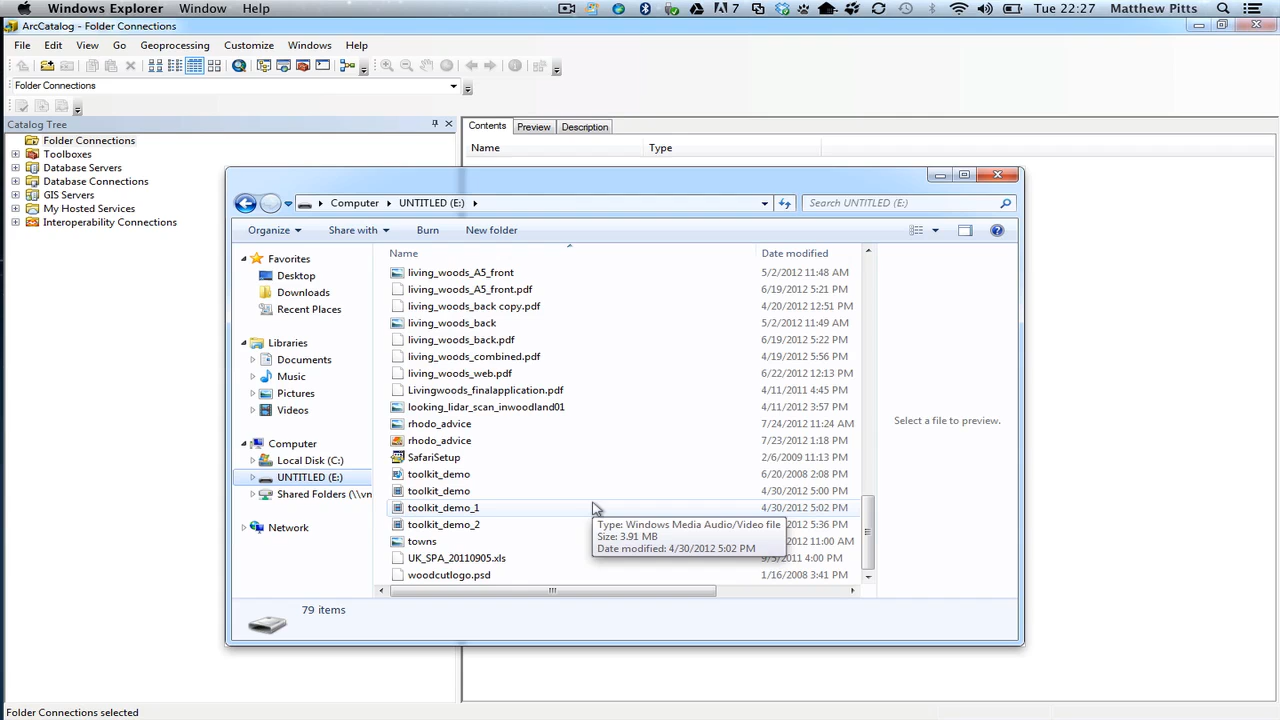 Windows Explorer Window Help 7 Tue 22:27 Matthew Pitts
ArcCatalog - Folder Connections
File Edit View Go Geoprocessing Customize Windows Help
Folder Connections
Catalog Tree
Contents Preview Description
Folder Connections
Name Type
Toolboxes
Database Servers
Database Connections
GIS Servers
My Hosted Services
Interoperability Connections
Computer UNTITLED (E:) Search UNTITLED (E:)
Organize Share with Burn New folder
Name Date modified
Favorites
Desktop
Downloads
Recent Places
Libraries
Documents
Music
Pictures
Videos
Computer
Local Disk (C:)
UNTITLED (E:)
Shared Folders (\\vn
Network
living_woods_A5_front 5/2/2012 11:48 AM
living_woods_A5_front.pdf 6/19/2012 5:21 PM
living_woods_back copy.pdf 4/20/2012 12:51 PM
living_woods_back 5/2/2012 11:49 AM
living_woods_back.pdf 6/19/2012 5:22 PM
living_woods_combined.pdf 4/19/2012 5:56 PM
living_woods_web.pdf 6/22/2012 12:13 PM
Livingwoods_finalapplication.pdf 4/11/2011 4:45 PM
looking_lidar_scan_inwoodland01 4/11/2012 3:57 PM
rhodo_advice 7/24/2012 11:24 AM
rhodo_advice 7/23/2012 1:18 PM
SafariSetup 2/6/2009 11:13 PM
toolkit_demo 6/20/2008 2:08 PM
toolkit_demo 4/30/2012 5:00 PM
toolkit_demo_1 4/30/2012 5:02 PM
toolkit_demo_2 2012 5:36 PM
towns 2012 11:00 AM
UK_SPA_20110905.xls 9/5/2011 4:00 PM
woodcutlogo.psd 1/16/2008 3:41 PM
Type: Windows Media Audio/Video file
Size: 3.91 MB
Date modified: 4/30/2012 5:02 PM
Select a file to preview.
79 items
Folder Connections selected